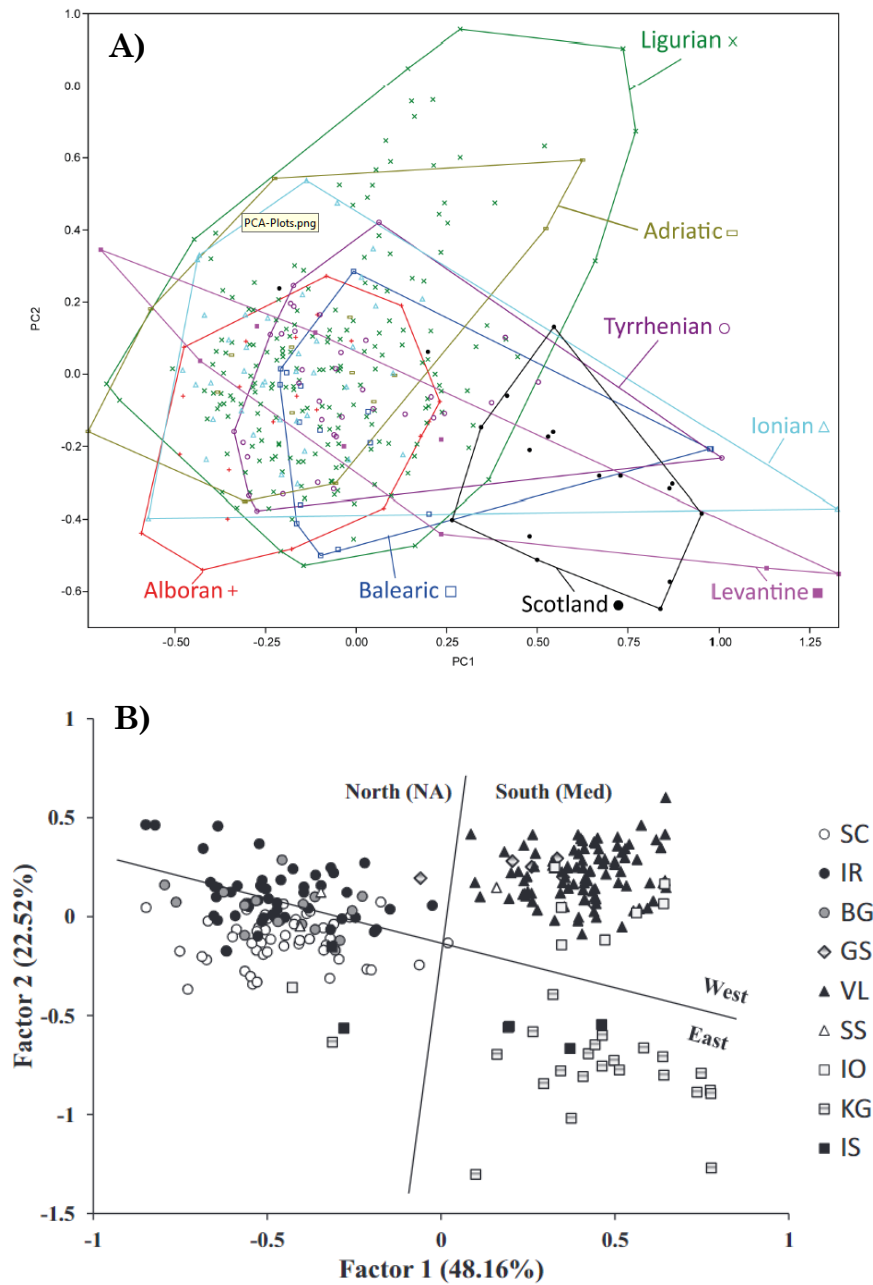 A)
1.0
Ligurian ×
0.8
0.6
PCA-Plots.png
0.4
Adriatic
0.2
Tyrrhenian
PC2
0.0
-0.2
Ionian
-0.4
-0.6
Alboran +
Balearic
Scotland
Levantine
-0.50 -0.25 0.00 0.25 0.50 0.75 1.00 1.25
PC1
B)
1
North (NA) South (Med)
0.5
0
-0.5
-1
-1.5
Factor 2 (22.52%)
West
East
SC
IR
BG
GS
VL
SS
IO
KG
IS
-1 -0.5 0 0.5 1
Factor 1 (48.16%)